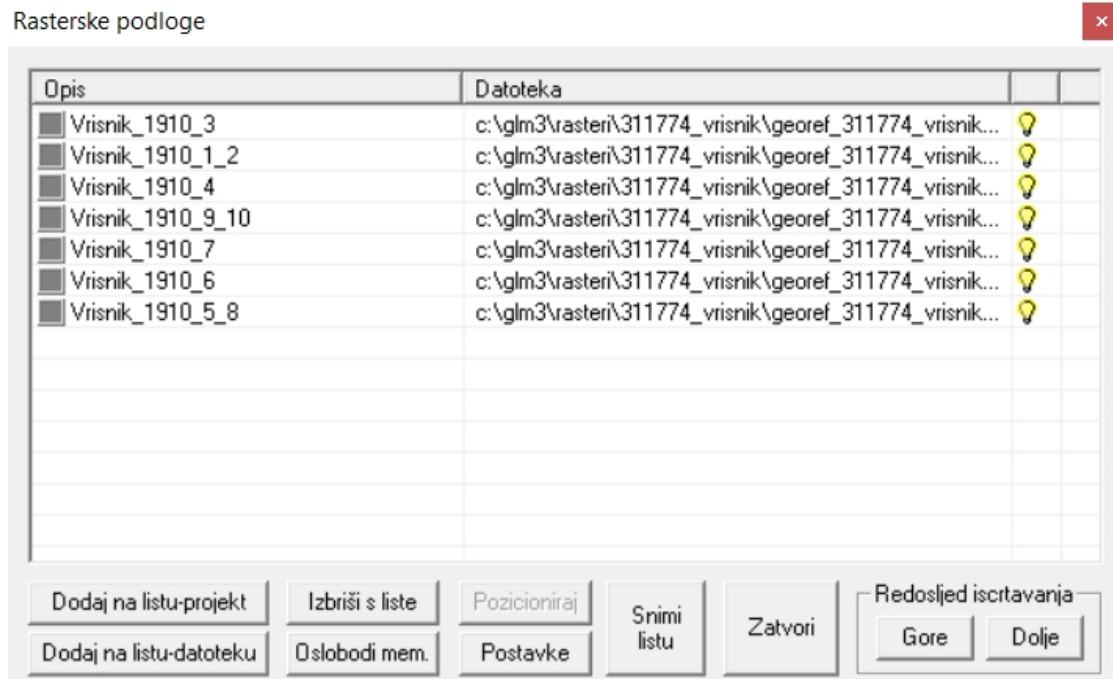 Rasterske podloge
Opis Datoteka
Vrisnik_1910_3 c:\glm3\rasteri\311774_vrisnik\georef_311774_vrisnik...
Vrisnik_1910_1_2 c:\glm3\rasteri\311774_vrisnik\georef_311774_vrisnik...
Vrisnik_1910_4 c:\glm3\rasteri\311774_vrisnik\georef_311774_vrisnik...
Vrisnik_1910_9_10 c:\glm3\rasteri\311774_vrisnik\georef_311774_vrisnik...
Vrisnik_1910_7 c:\glm3\rasteri\311774_vrisnik\georef_311774_vrisnik...
Vrisnik_1910_6 c:\glm3\rasteri\311774_vrisnik\georef_311774_vrisnik...
Vrisnik_1910_5_8 c:\glm3\rasteri\311774_vrisnik\georef_311774_vrisnik...
Dodaj na listu-projekt
Izbriši s liste
Pozicioniraj
Snimi
listu
Zatvori
Redosljed iscrtavanja
Gore
Dolje
Dodaj na listu-datoteku
Oslobodi mem.
Postavke